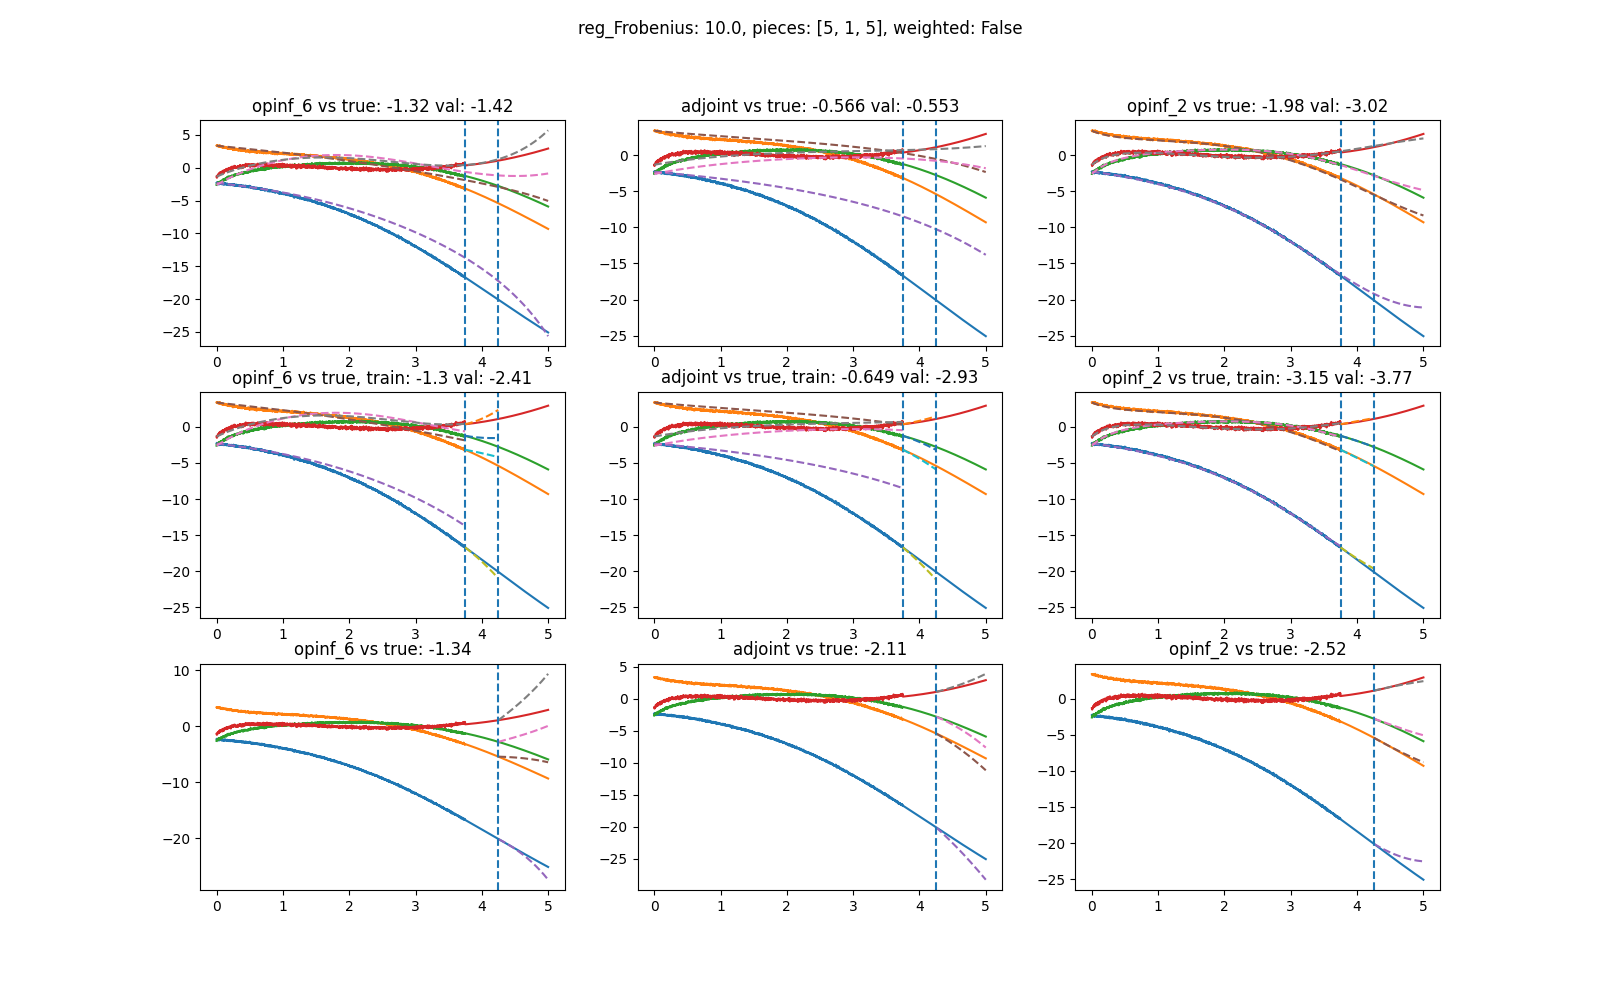 reg_Frobenius: 10.0, pieces: [5, 1, 5], weighted: False
opinf_6 vs true: -1.32 val: -1.42
adjoint vs true: -0.566 val: -0.553
opinf_2 vs true: -1.98 val: -3.02
5
0
−5
−10
−15
−20
−25
0 1 2 3 4 5
0
−5
−10
−15
−20
−25
0 1 2 3 4 5
0
−5
−10
−15
−20
−25
0 1 2 3 4 5
opinf_6 vs true, train: -1.3 val: -2.41
adjoint vs true, train: -0.649 val: -2.93
opinf_2 vs true, train: -3.15 val: -3.77
0
−5
−10
−15
−20
−25
0 1 2 3 4 5
0
−5
−10
−15
−20
−25
0 1 2 3 4 5
0
−5
−10
−15
−20
−25
0 1 2 3 4 5
opinf_6 vs true: -1.34
adjoint vs true: -2.11
opinf_2 vs true: -2.52
10
0
−10
−20
0 1 2 3 4 5
5
0
−5
−10
−15
−20
−25
0 1 2 3 4 5
0
−5
−10
−15
−20
−25
0 1 2 3 4 5